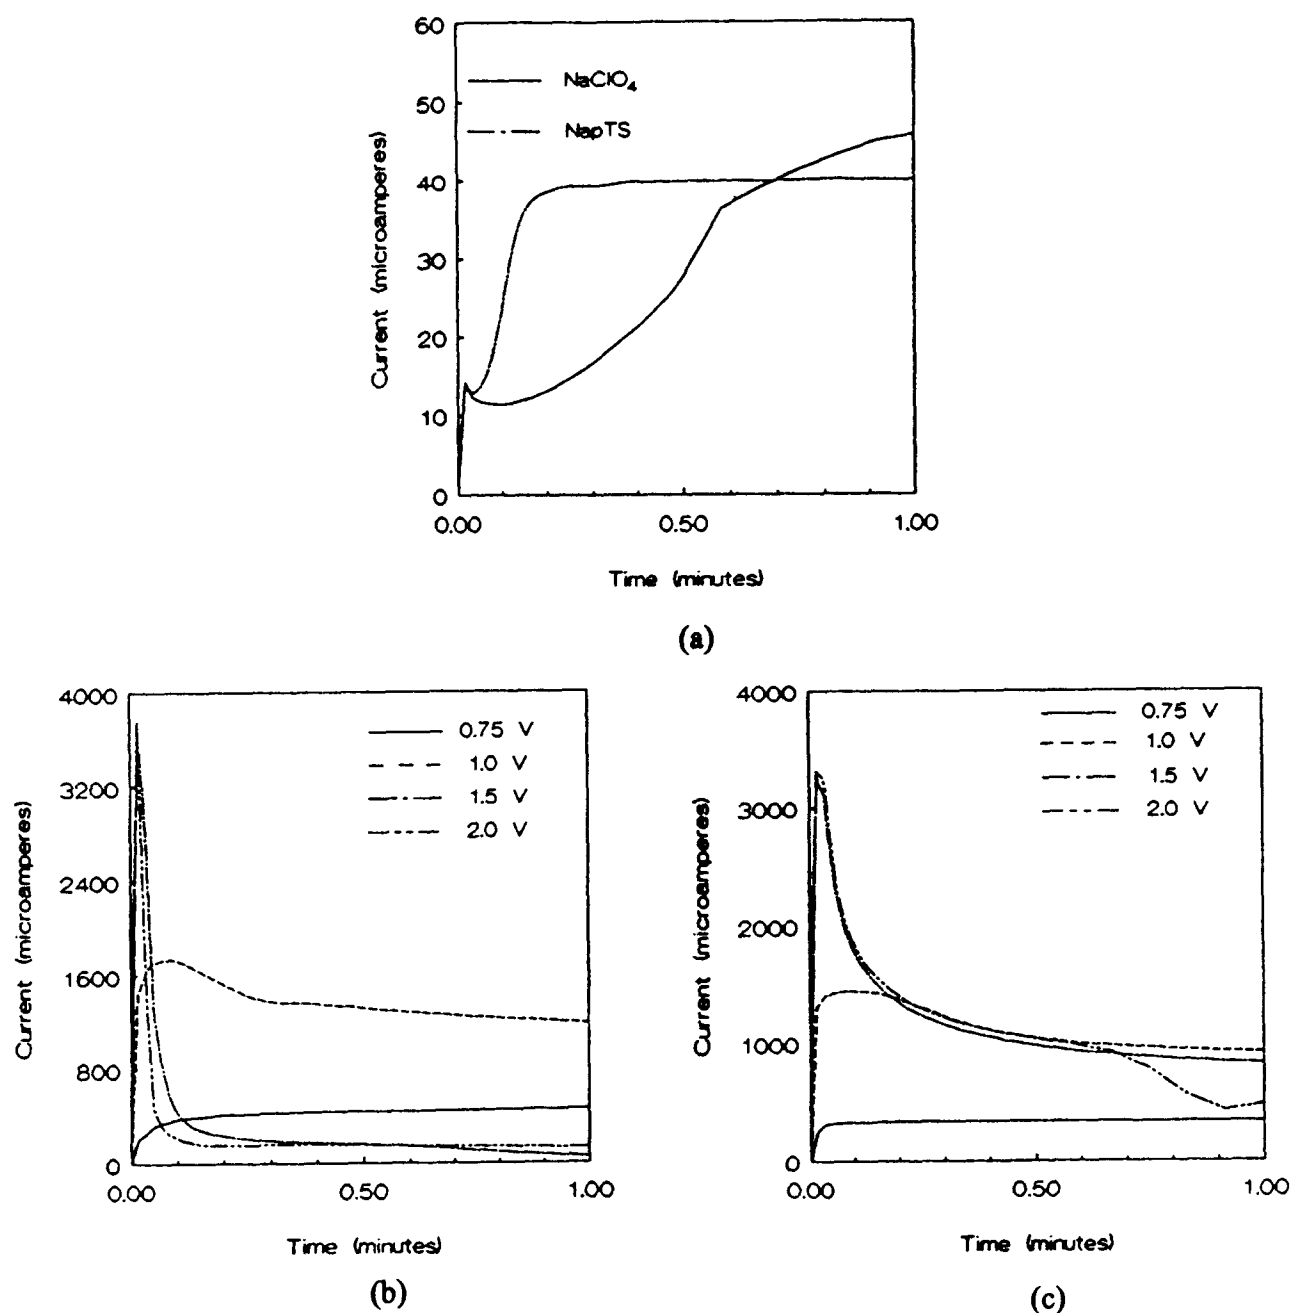 60
50
40
30
20
10
0
Current (microamperes)
NaClO₄
NapTS
0.00 0.50 1.00
Time (minutes)
(a)
4000
3200
2400
1600
800
0
Current (microamperes)
0.75 V
1.0 V
1.5 V
2.0 V
0.00 0.50 1.00
Time (minutes)
(b)
4000
3000
2000
1000
0
Current (microamperes)
0.75 V
1.0 V
1.5 V
2.0 V
0.00 0.50 1.00
Time (minutes)
(c)